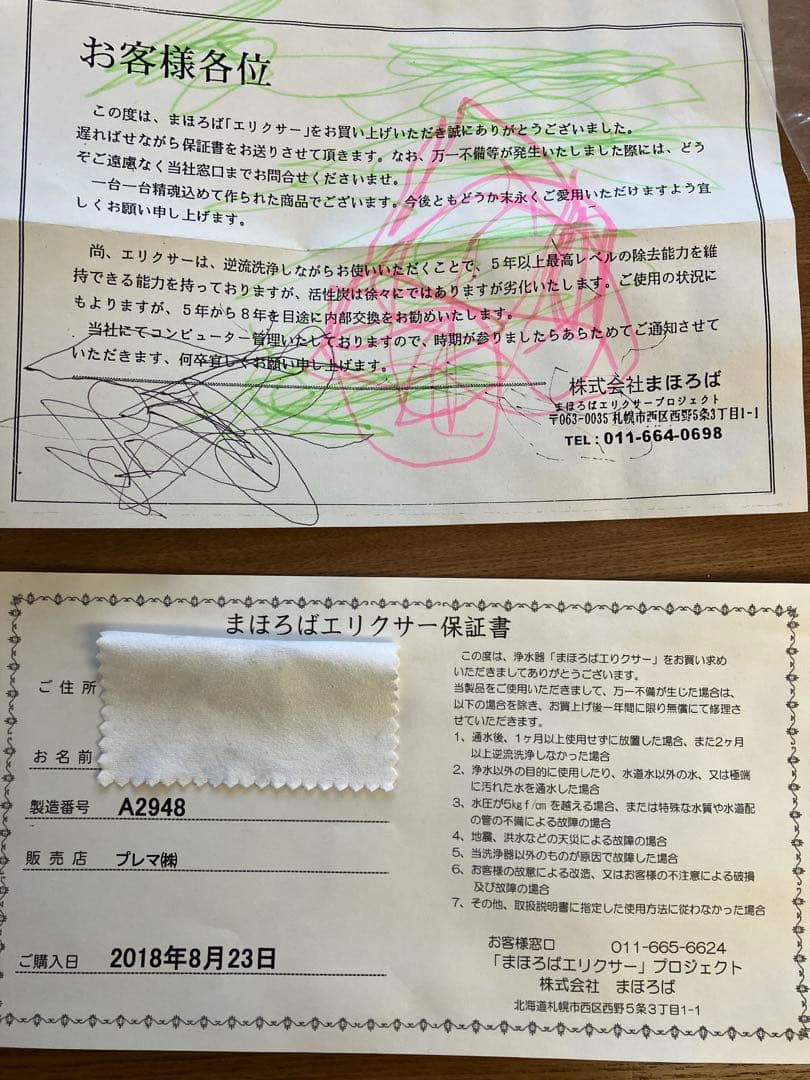 お客様各位
この度は、まほろば「エリクサー」をお買い上げいただき誠にありがとうございました。
遅ればせながら保証書をお送りさせて頂きます。なお、万一不備等が発生いたしました際には、どう
ぞご遠慮なく当社窓口までお問合せくださいませ。
一台一台精魂込めて作られた商品でございます。今後ともどうか末永くご愛用いただけますよう宜
しくお願い申し上げます。
尚、エリクサーは、逆流洗浄しながらお使いいただくことで、5年以上最高レベルの除去能力を維
持できる能力を持っておりますが、活性炭は徐々にではありますが劣化いたします。ご使用の状況に
もよりますが、5年から8年を目途に内部交換をお勧めいたします。
当社にてコンピューター管理いたしておりますので、時期が参りましたらあらためてご通知させて
いただきます、何卒宜しくお願い申し上げます。
株式会社まほろば
まほろばエリクサープロジェクト
〒063-0035 札幌市西区西野5条3丁目1-1
TEL:011-664-0698
まほろばエリクサー保証書
ご住所
お名前
製造番号 A2948
販売店 プレマ㈱
ご購入日 2018年8月23日
この度は、浄水器「まほろばエリクサー」をお買い求め
いただきましてありがとうございます。
当製品をご使用いただきまして、万一不備が生じた場合は、
以下の場合を除き、お買上げ後一年間に限り無償にて修理さ
せていただきます。
1、通水後、1ヶ月以上使用せずに放置した場合、また2ヶ月
以上逆流洗浄しなかった場合
2、浄水以外の目的に使用したり、水道水以外の水、又は極端
に汚れた水を通水した場合
3、水圧が5kgf/㎠を越える場合、または特殊な水質や水道配
の管の不備による故障の場合
4、地震、洪水などの天災による故障の場合
5、当洗浄器以外のものが原因で故障した場合
6、お客様の故意による改造、又はお客様の不注意による破損
及び故障の場合
7、その他、取扱説明書に指定した使用方法に従わなかった場合
お客様窓口 011-665-6624
「まほろばエリクサー」プロジェクト
株式会社 まほろば
北海道札幌市西区西野5条3丁目1-1